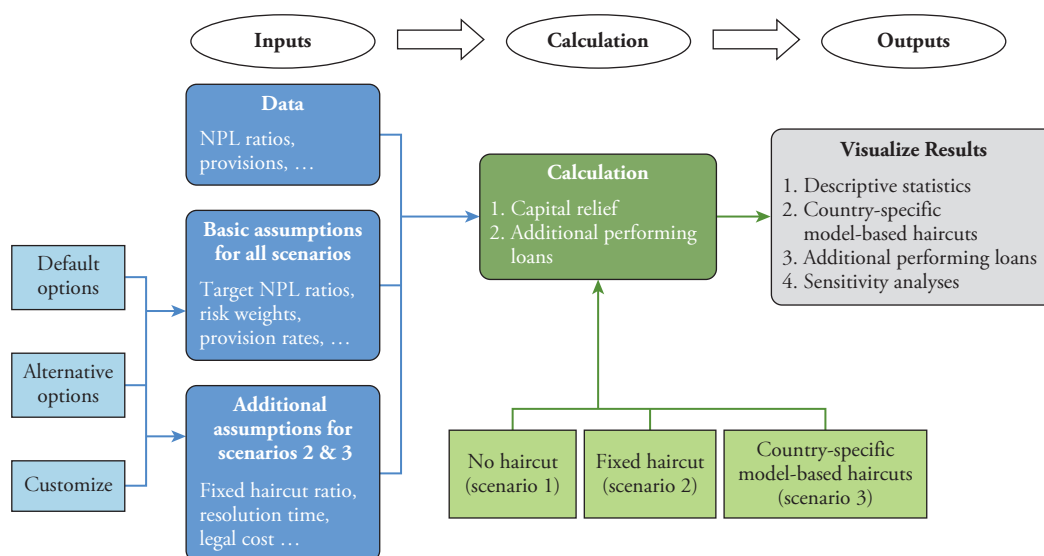 Inputs
Calculation
Outputs
Data
NPL ratios,
provisions, …
Basic assumptions
for all scenarios
Target NPL ratios,
risk weights,
provision rates, …
Additional
assumptions for
scenarios 2 & 3
Fixed haircut ratio,
resolution time,
legal cost …
Default
options
Alternative
options
Customize
Calculation
1. Capital relief
2. Additional performing
loans
No haircut
(scenario 1)
Fixed haircut
(scenario 2)
Country-specific
model-based haircuts
(scenario 3)
Visualize Results
1. Descriptive statistics
2. Country-specific
model-based haircuts
3. Additional performing loans
4. Sensitivity analyses